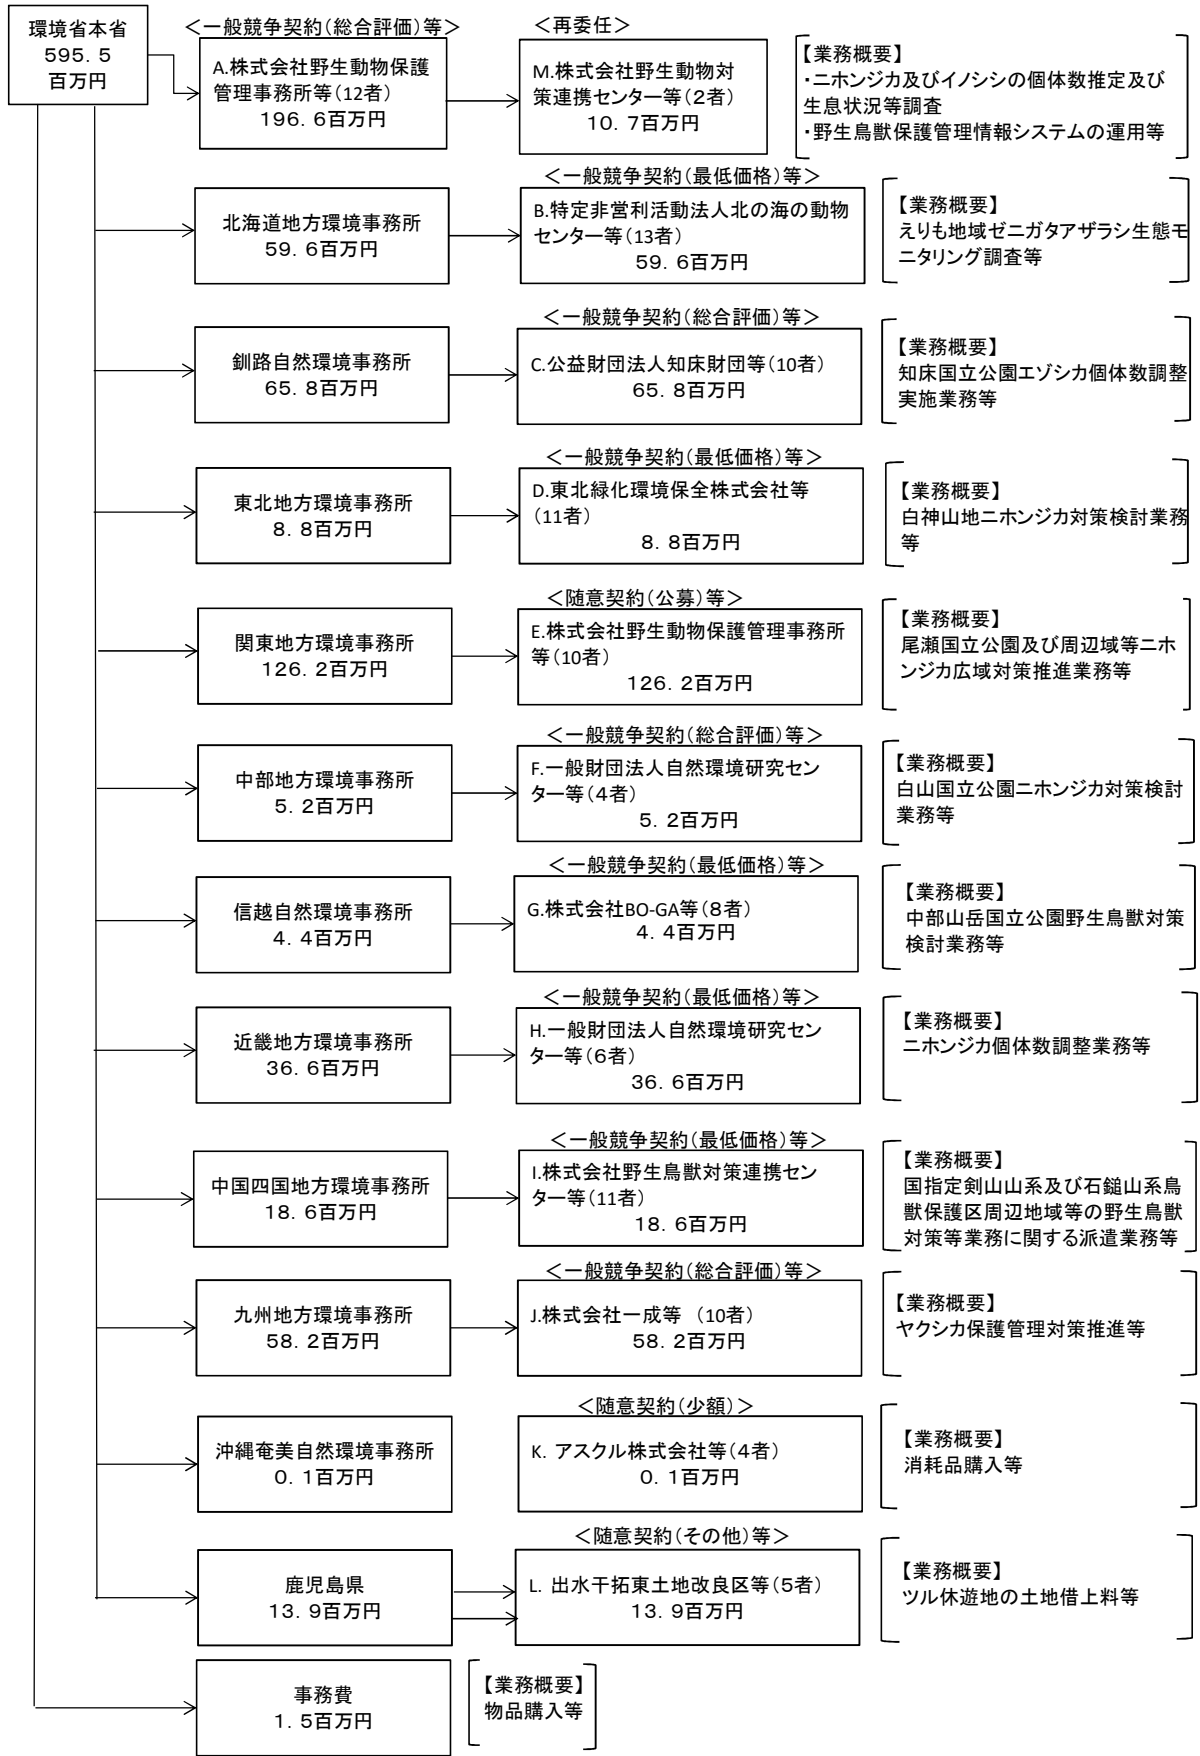 環境省本省
595.5
百万円
＜一般競争契約(総合評価)等＞
A.株式会社野生動物保護
管理事務所等(12者)
196.6百万円
＜再委任＞
M.株式会社野生動物対
策連携センター等(2者)
10.7百万円
【業務概要】
・ニホンジカ及びイノシシの個体数推定及び
生息状況等調査
・野生鳥獣保護管理情報システムの運用等
北海道地方環境事務所
59.6百万円
＜一般競争契約(最低価格)等＞
B.特定非営利活動法人北の海の動物
センター等(13者)
59.6百万円
【業務概要】
えりも地域ゼニガタアザラシ生態モ
ニタリング調査等
釧路自然環境事務所
65.8百万円
＜一般競争契約(総合評価)等＞
C.公益財団法人知床財団等(10者)
65.8百万円
【業務概要】
知床国立公園エゾシカ個体数調整
実施業務等
東北地方環境事務所
8.8百万円
＜一般競争契約(最低価格)等＞
D.東北緑化環境保全株式会社等
(11者)
8.8百万円
【業務概要】
白神山地ニホンジカ対策検討業務
等
関東地方環境事務所
126.2百万円
＜随意契約(公募)等＞
E.株式会社野生動物保護管理事務所
等(10者)
126.2百万円
【業務概要】
尾瀬国立公園及び周辺域等ニホ
ンジカ広域対策推進業務等
中部地方環境事務所
5.2百万円
＜一般競争契約(総合評価)等＞
F.一般財団法人自然環境研究セン
ター等(4者)
5.2百万円
【業務概要】
白山国立公園ニホンジカ対策検討
業務等
信越自然環境事務所
4.4百万円
＜一般競争契約(最低価格)等＞
G.株式会社BO-GA等(8者)
4.4百万円
【業務概要】
中部山岳国立公園野生鳥獣対策
検討業務等
近畿地方環境事務所
36.6百万円
＜一般競争契約(最低価格)等＞
H.一般財団法人自然環境研究セン
ター等(6者)
36.6百万円
【業務概要】
ニホンジカ個体数調整業務等
中国四国地方環境事務所
18.6百万円
＜一般競争契約(最低価格)等＞
I.株式会社野生鳥獣対策連携セン
ター等(11者)
18.6百万円
【業務概要】
国指定剣山山系及び石鎚山系鳥
獣保護区周辺地域等の野生鳥獣
対策等業務に関する派遣業務等
九州地方環境事務所
58.2百万円
＜一般競争契約(総合評価)等＞
J.株式会社一成等 (10者)
58.2百万円
【業務概要】
ヤクシカ保護管理対策推進等
沖縄奄美自然環境事務所
0.1百万円
＜随意契約(少額)＞
K. アスクル株式会社等(4者)
0.1百万円
【業務概要】
消耗品購入等
鹿児島県
13.9百万円
＜随意契約(その他)等＞
L. 出水干拓東土地改良区等(5者)
13.9百万円
【業務概要】
ツル休遊地の土地借上料等
事務費
1.5百万円
【業務概要】
物品購入等